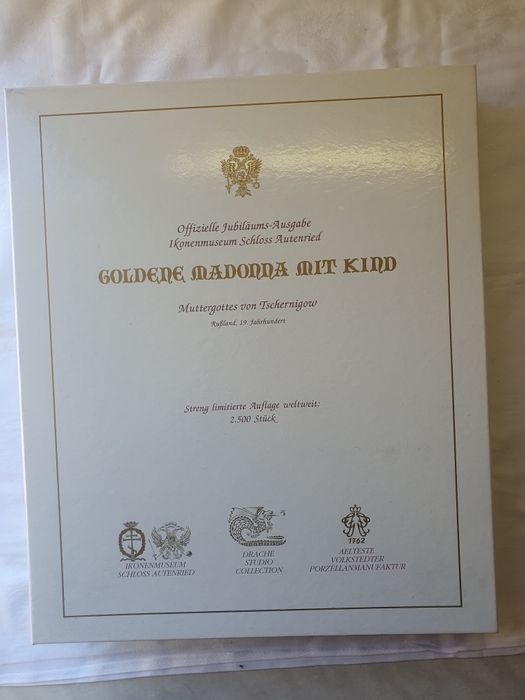 Offizielle Jubiläums-Ausgabe
Ikonenmuseum Schloss Autenried
GOLDENE MADONNA MIT KIND
Muttergottes von Tschernigow
Rußland, 19. Jahrhundert
Streng limitierte Auflage weltweit:
2.500 Stück
IKONENMUSEUM
SCHLOSS AUTENRIED
DRACHE
STUDIO
COLLECTION
1762
AELTESTE
VOLKSTEDTER
PORZELLANMANUFAKTUR